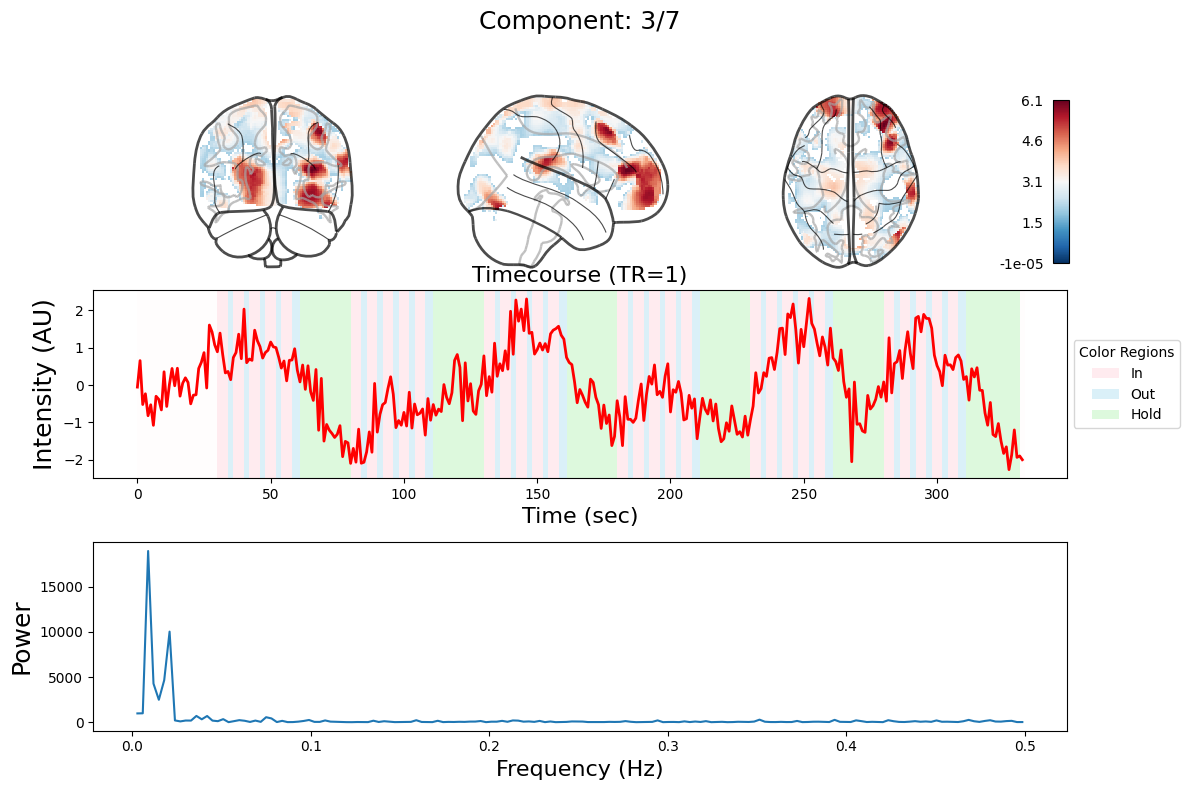 Component: 3/7
6.1
4.6
3.1
1.5
-1e-05
Timecourse (TR=1)
Intensity (AU)
2
1
0
−1
−2
0 50 100 150 200 250 300
Time (sec)
Color Regions
In
Out
Hold
Power
15000
10000
5000
0
0.0 0.1 0.2 0.3 0.4 0.5
Frequency (Hz)